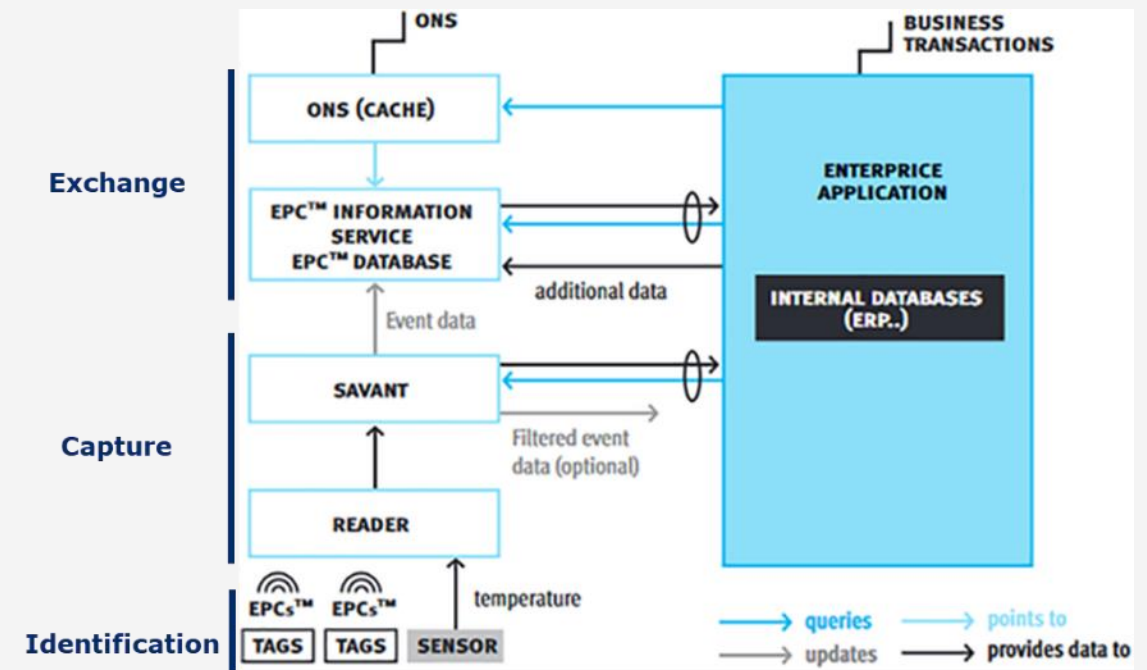 ONS
BUSINESS
TRANSACTIONS
ONS (CACHE)
Exchange
ENTERPRICE
APPLICATION
EPC™ INFORMATION
SERVICE
EPC™ DATABASE
additional data
INTERNAL DATABASES
(ERP..)
Event data
SAVANT
Capture
Filtered event
data (optional)
READER
EPCs™ EPCs™
temperature
Identification
TAGS TAGS SENSOR
queries points to
updates provides data to